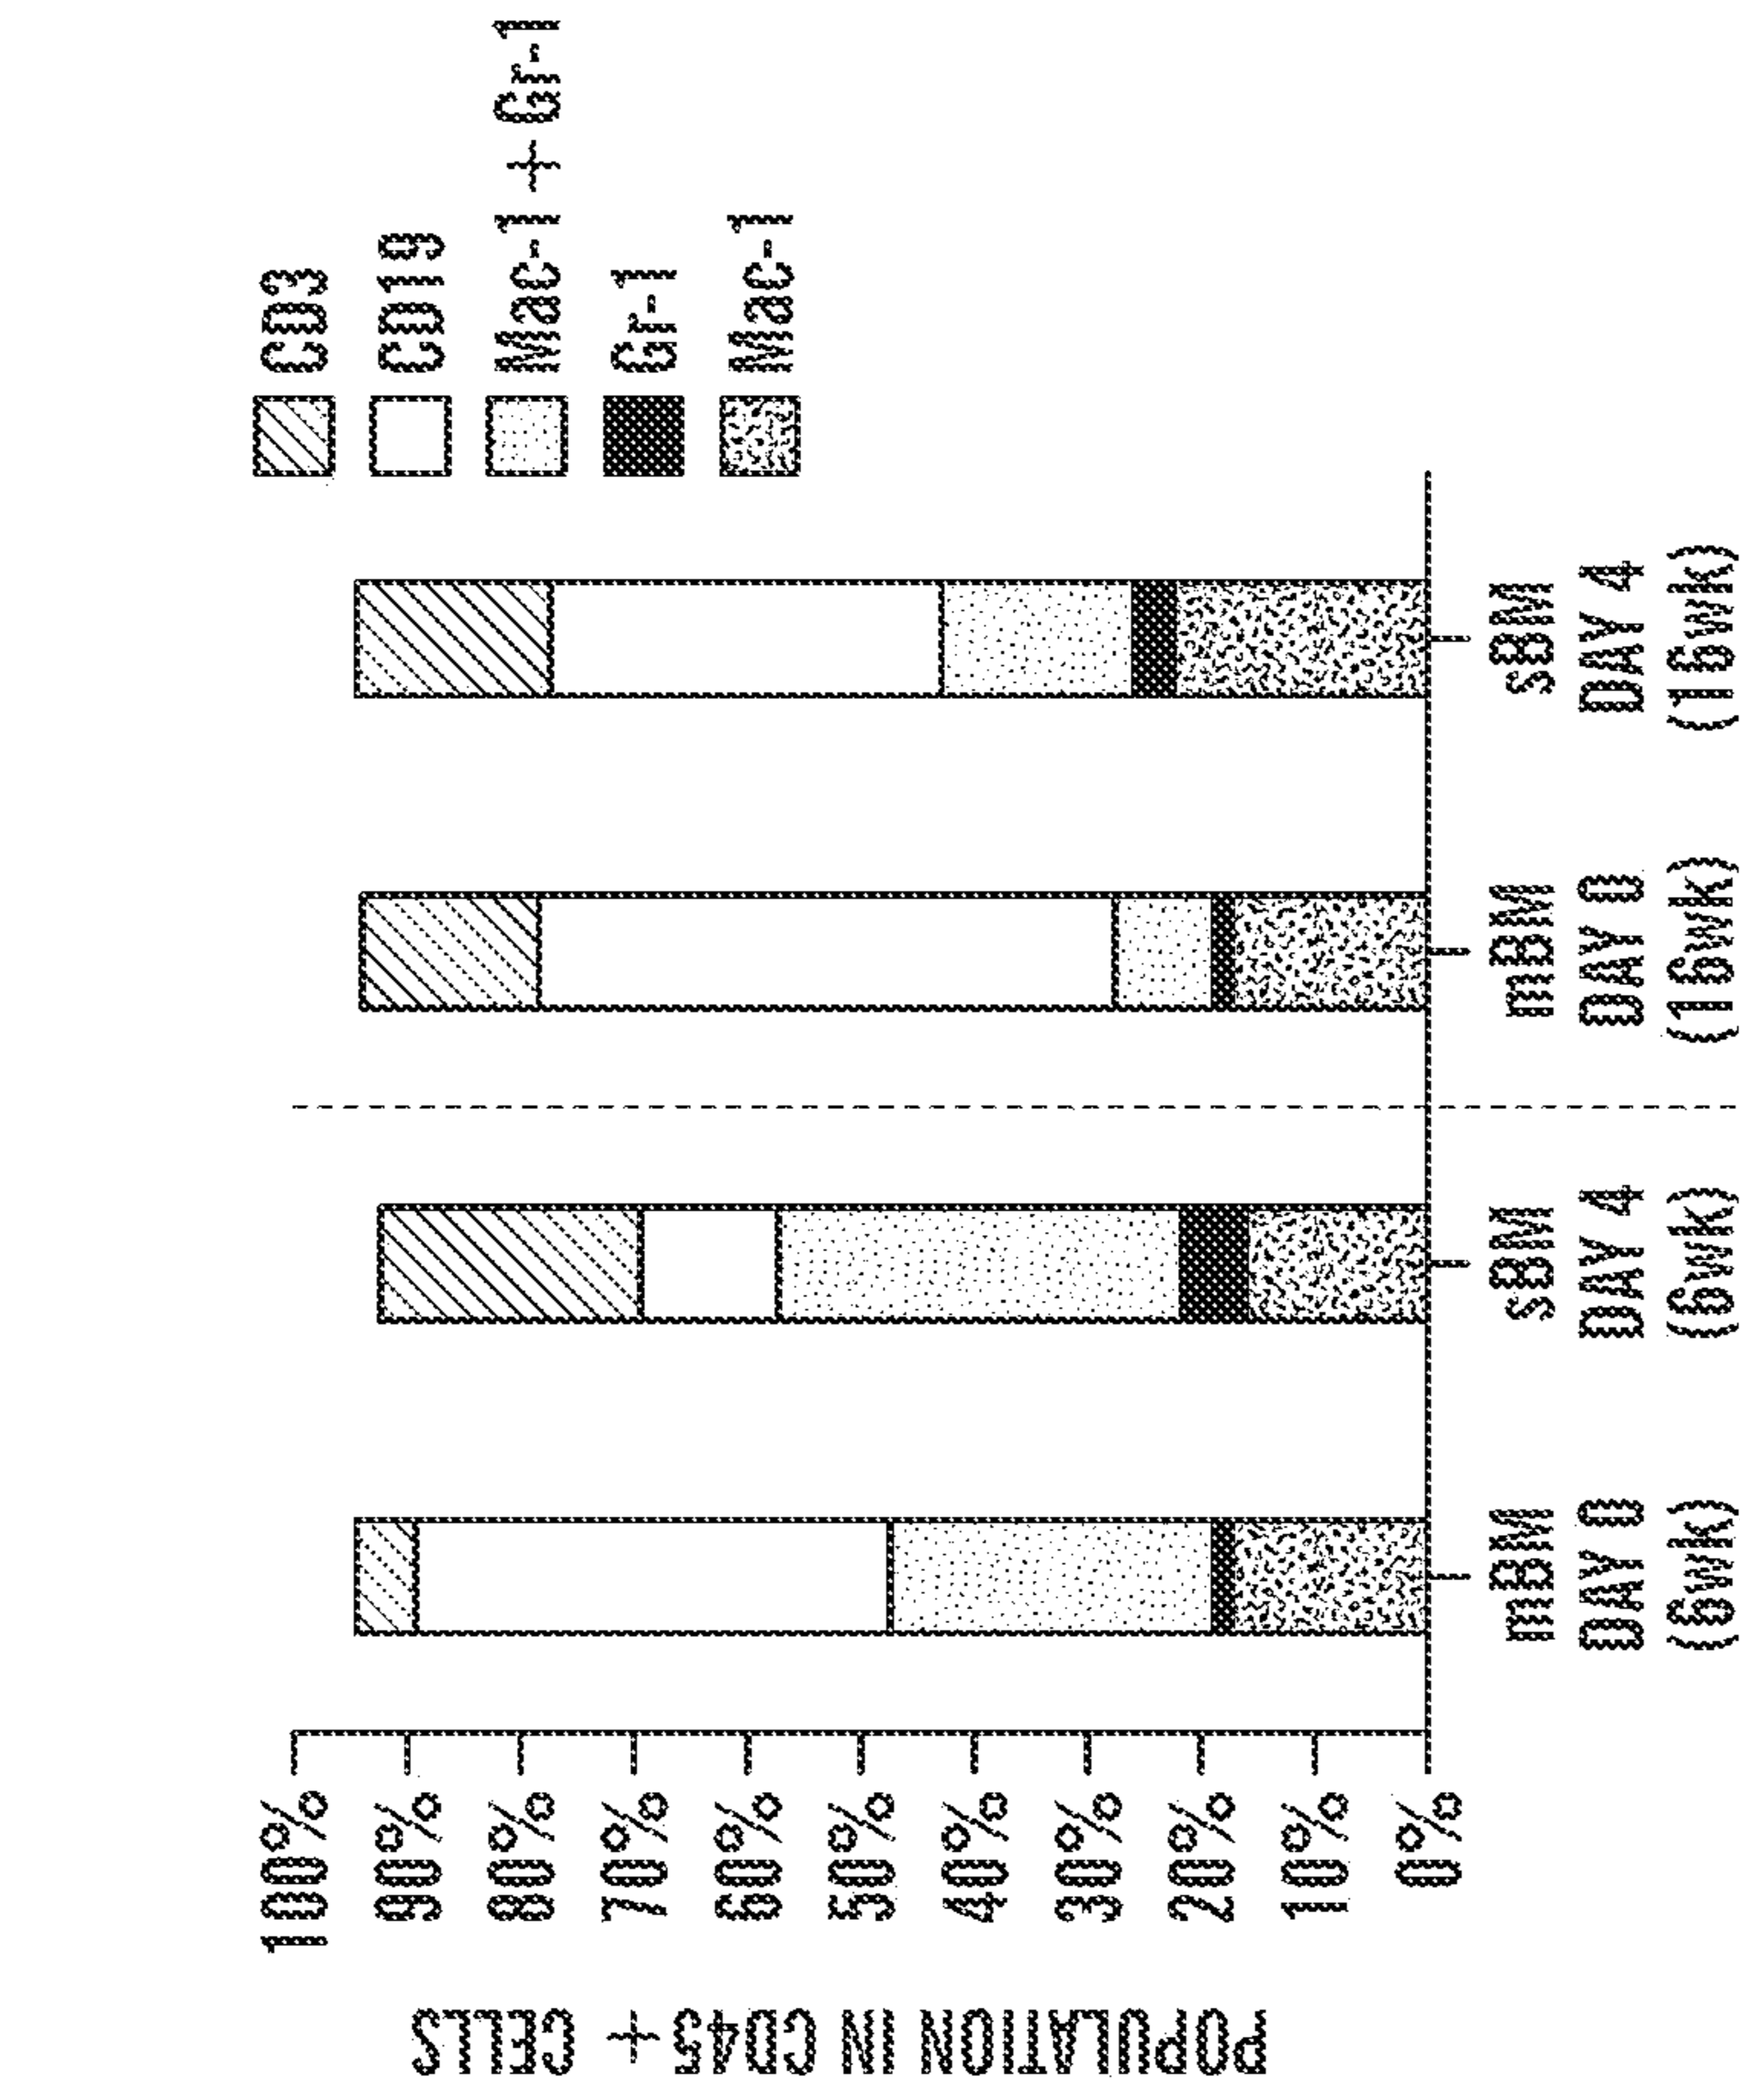 POPULATION IN CD45 + CELLS
100%
90%
80%
70%
60%
50%
40%
30%
20%
10%
0%
CD3
CD19
Mac-1 + Gr-1
Gr-1
Mac-1
mBM
DAY 0
(6wk)
sBM
DAY 4
(6wk)
mBM
DAY 0
(16wk)
sBM
DAY 4
(16wk)